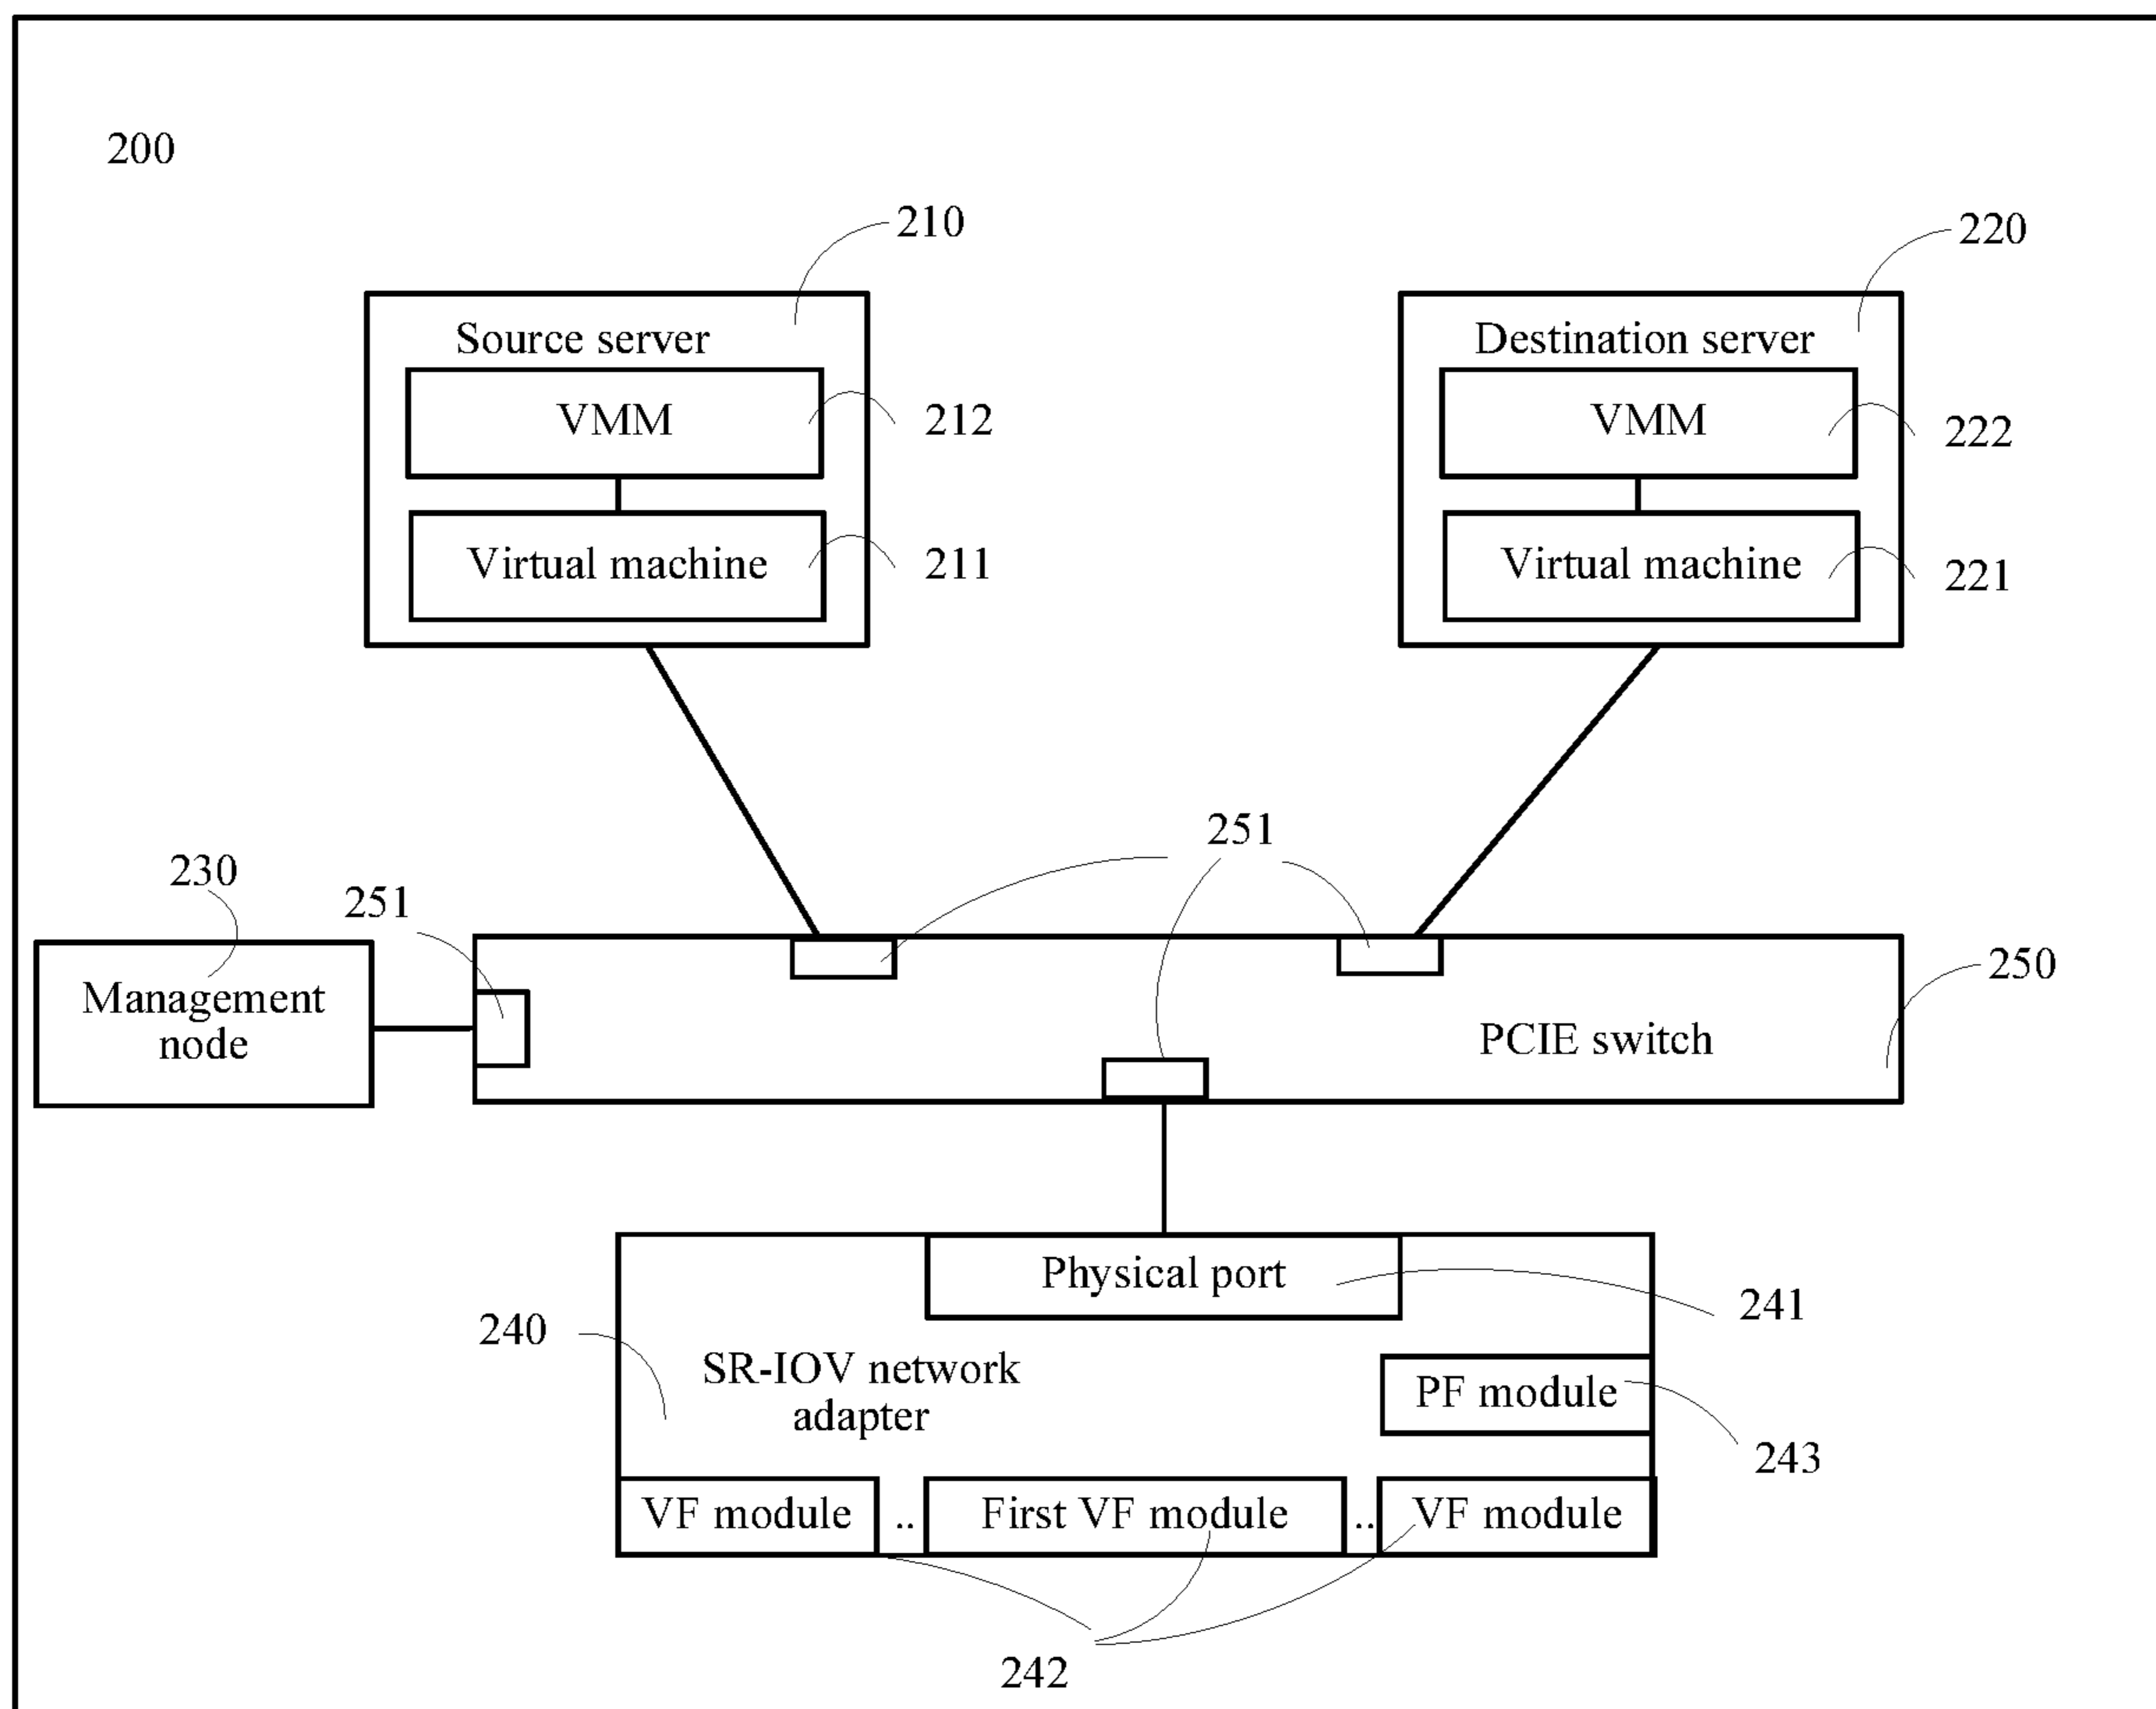 200
210
220
Source server
Destination server
VMM
212
VMM
222
Virtual machine
211
Virtual machine
221
251
230
251
Management
node
PCIE switch
250
Physical port
241
240
SR-IOV network
adapter
PF module
243
VF module
..
First VF module
..
VF module
242